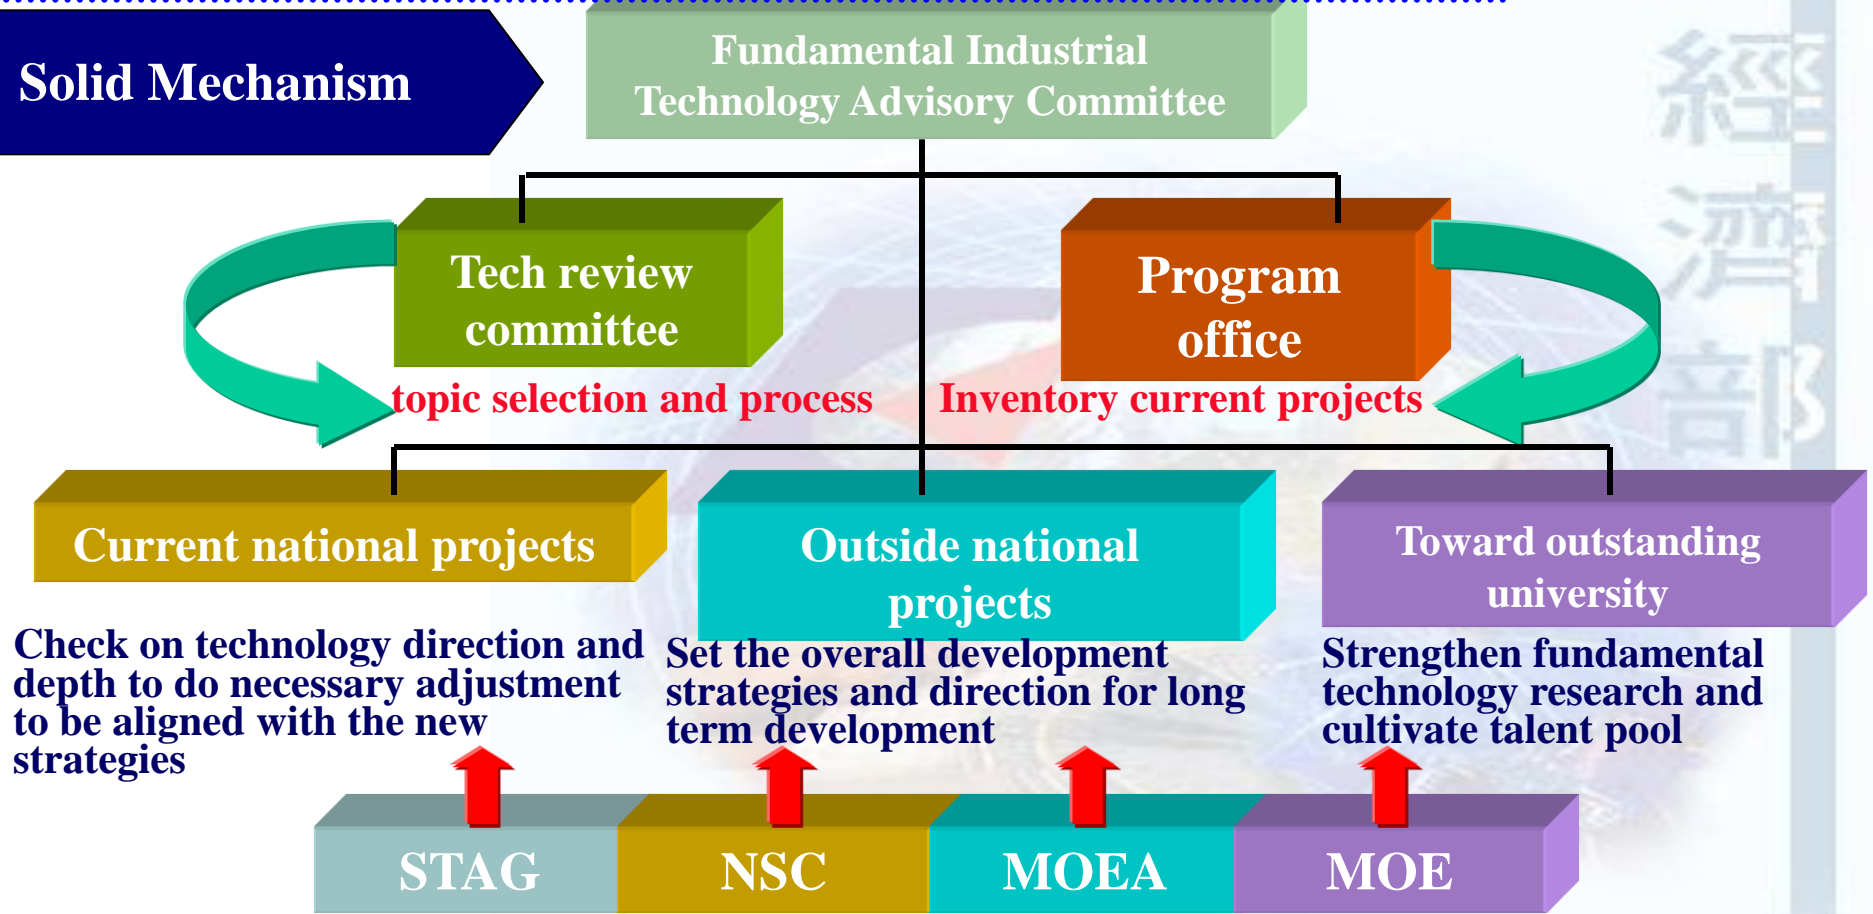 Solid Mechanism
Fundamental Industrial
Technology Advisory Committee
Tech review
committee
Program
office
topic selection and process
Inventory current projects
Current national projects
Outside national
projects
Toward outstanding
university
Check on technology direction and
depth to do necessary adjustment
to be aligned with the new
strategies
Set the overall development
strategies and direction for long
term development
Strengthen fundamental
technology research and
cultivate talent pool
STAG
NSC
MOEA
MOE
經
濟
部